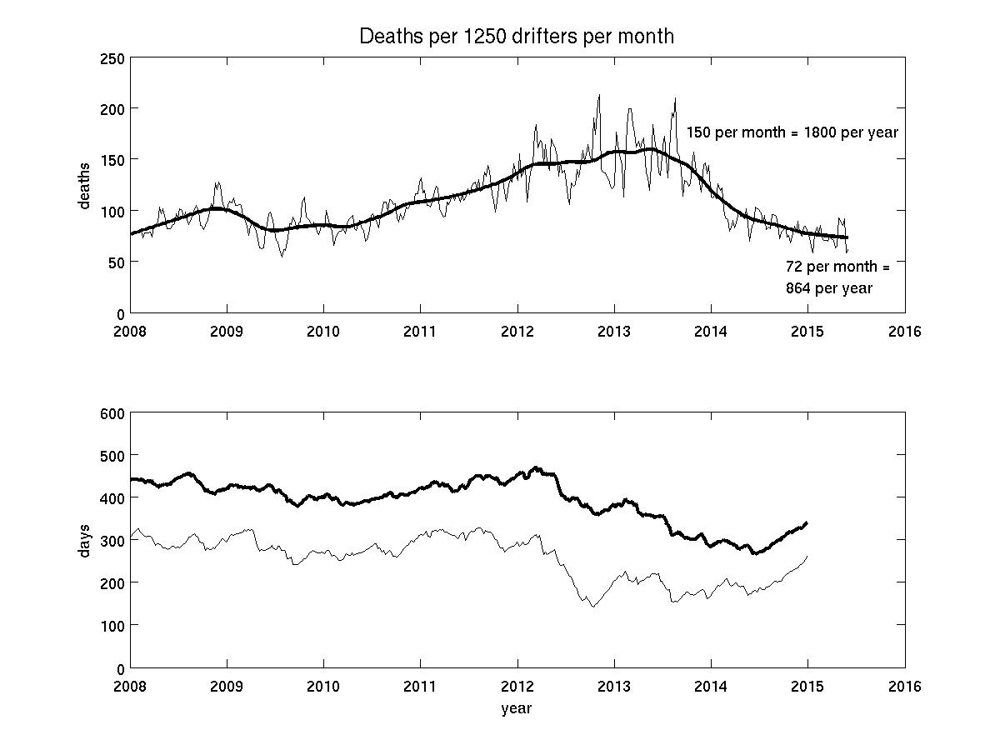 Deaths per 1250 drifters per month
250
200
150
100
50
0
deaths
150 per month = 1800 per year
72 per month =
864 per year
2008 2009 2010 2011 2012 2013 2014 2015 2016
600
500
400
300
200
100
0
days
2008 2009 2010 2011 2012 2013 2014 2015 2016
year